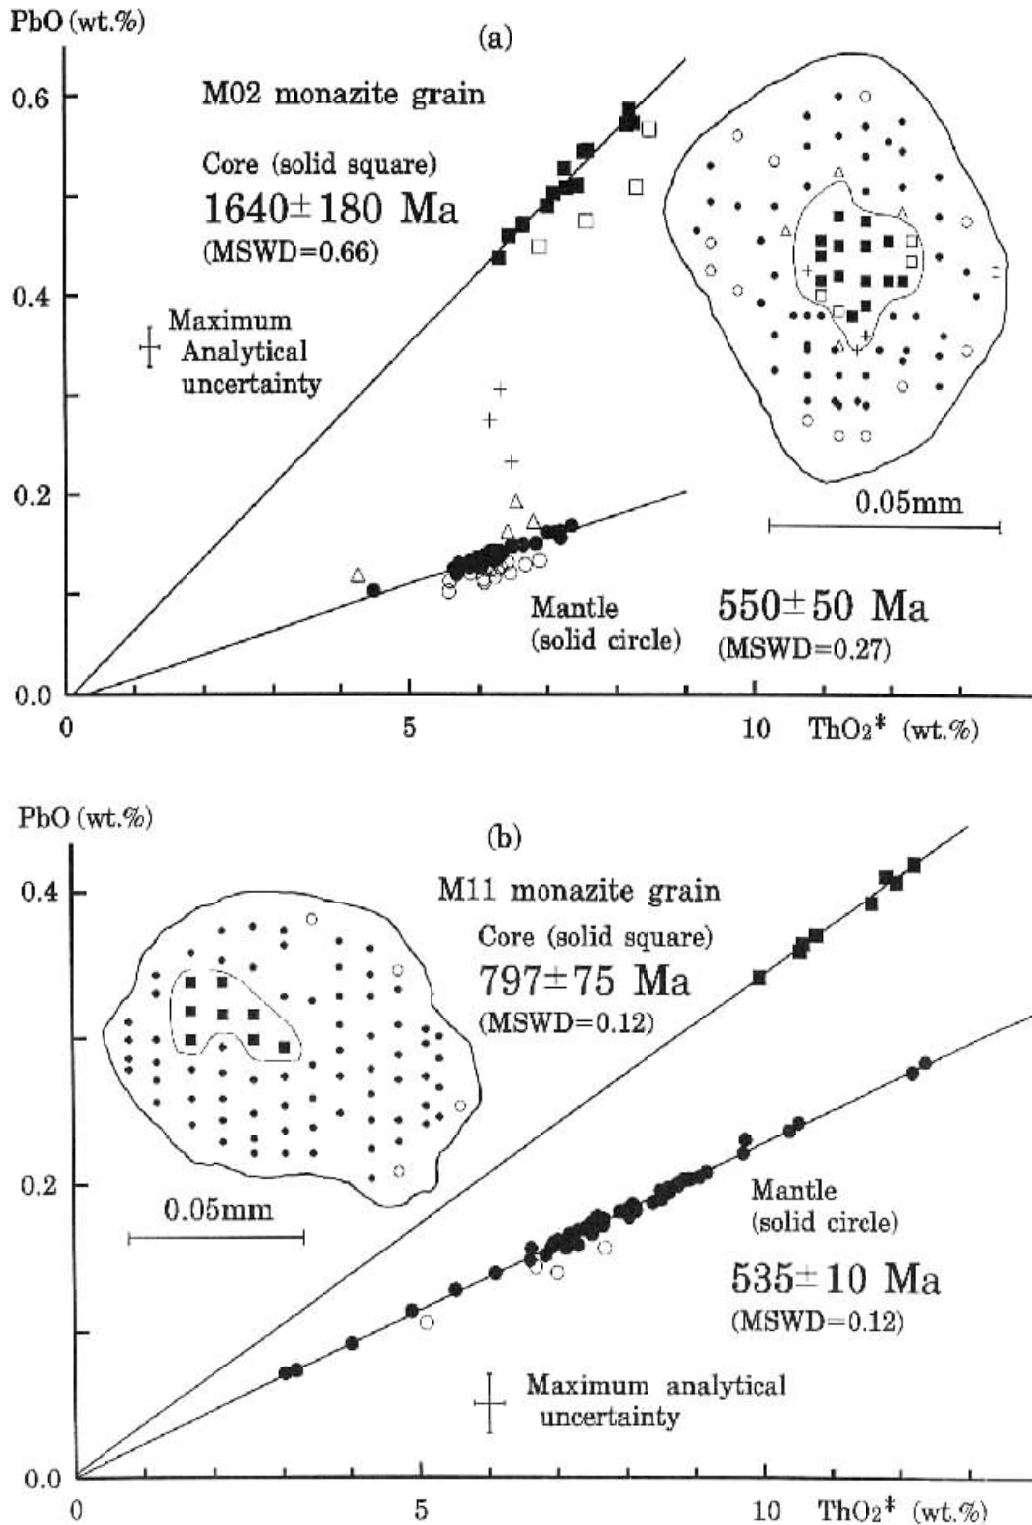 PbO (wt.%)
(a)
0.6
M02 monazite grain
Core (solid square)
1640±180 Ma
(MSWD=0.66)
0.4
Maximum
Analytical
uncertainty
0.2
0.05mm
Mantle
(solid circle)
550±50 Ma
(MSWD=0.27)
0.0
0
5
10
ThO₂* (wt.%)
PbO (wt.%)
(b)
0.4
M11 monazite grain
Core (solid square)
797±75 Ma
(MSWD=0.12)
0.2
0.05mm
Mantle
(solid circle)
535±10 Ma
(MSWD=0.12)
Maximum analytical
uncertainty
0.0
0
5
10
ThO₂* (wt.%)